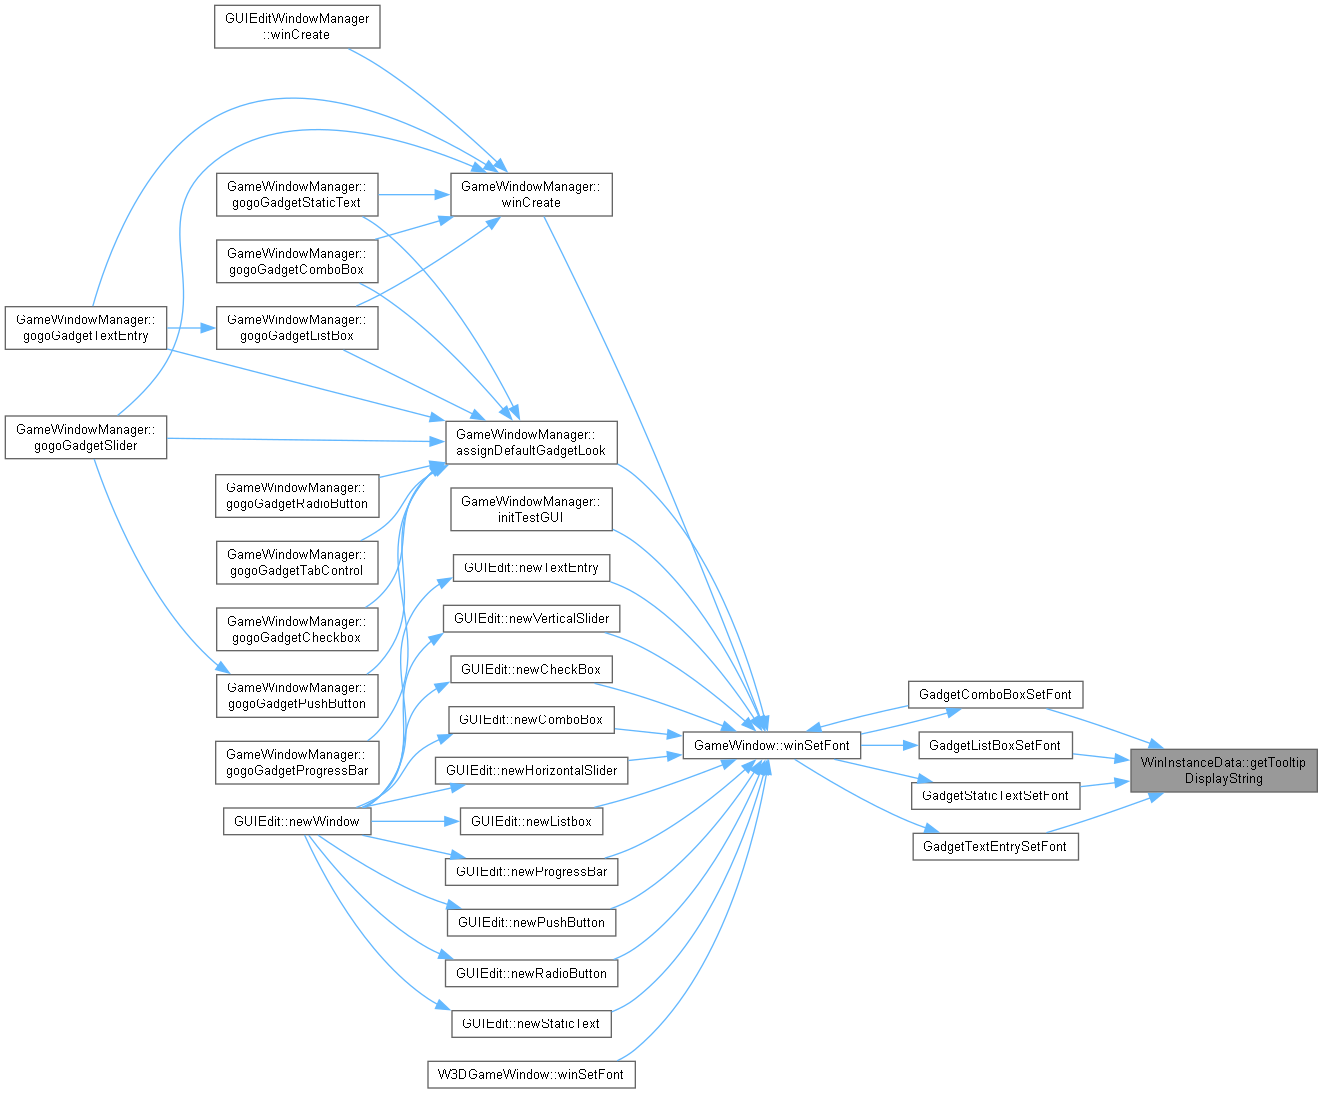 GUIEditWindowManager
::winCreate
GameWindowManager::
gogoGadgetStaticText
GameWindowManager::
winCreate
GameWindowManager::
gogoGadgetComboBox
GameWindowManager::
gogoGadgetTextEntry
GameWindowManager::
gogoGadgetListBox
GameWindowManager::
gogoGadgetSlider
GameWindowManager::
assignDefaultGadgetLook
GameWindowManager::
gogoGadgetRadioButton
GameWindowManager::
initTestGUI
GameWindowManager::
gogoGadgetTabControl
GUIEdit::newTextEntry
GameWindowManager::
gogoGadgetCheckbox
GUIEdit::newVerticalSlider
GUIEdit::newCheckBox
GameWindowManager::
gogoGadgetPushButton
GUIEdit::newComboBox
GameWindowManager::
gogoGadgetProgressBar
GUIEdit::newHorizontalSlider
GUIEdit::newWindow
GUIEdit::newListbox
GUIEdit::newProgressBar
GUIEdit::newPushButton
GUIEdit::newRadioButton
GUIEdit::newStaticText
W3DGameWindow::winSetFont
GameWindow::winSetFont
GadgetComboBoxSetFont
GadgetListBoxSetFont
GadgetStaticTextSetFont
GadgetTextEntrySetFont
WinInstanceData::getTooltip
DisplayString